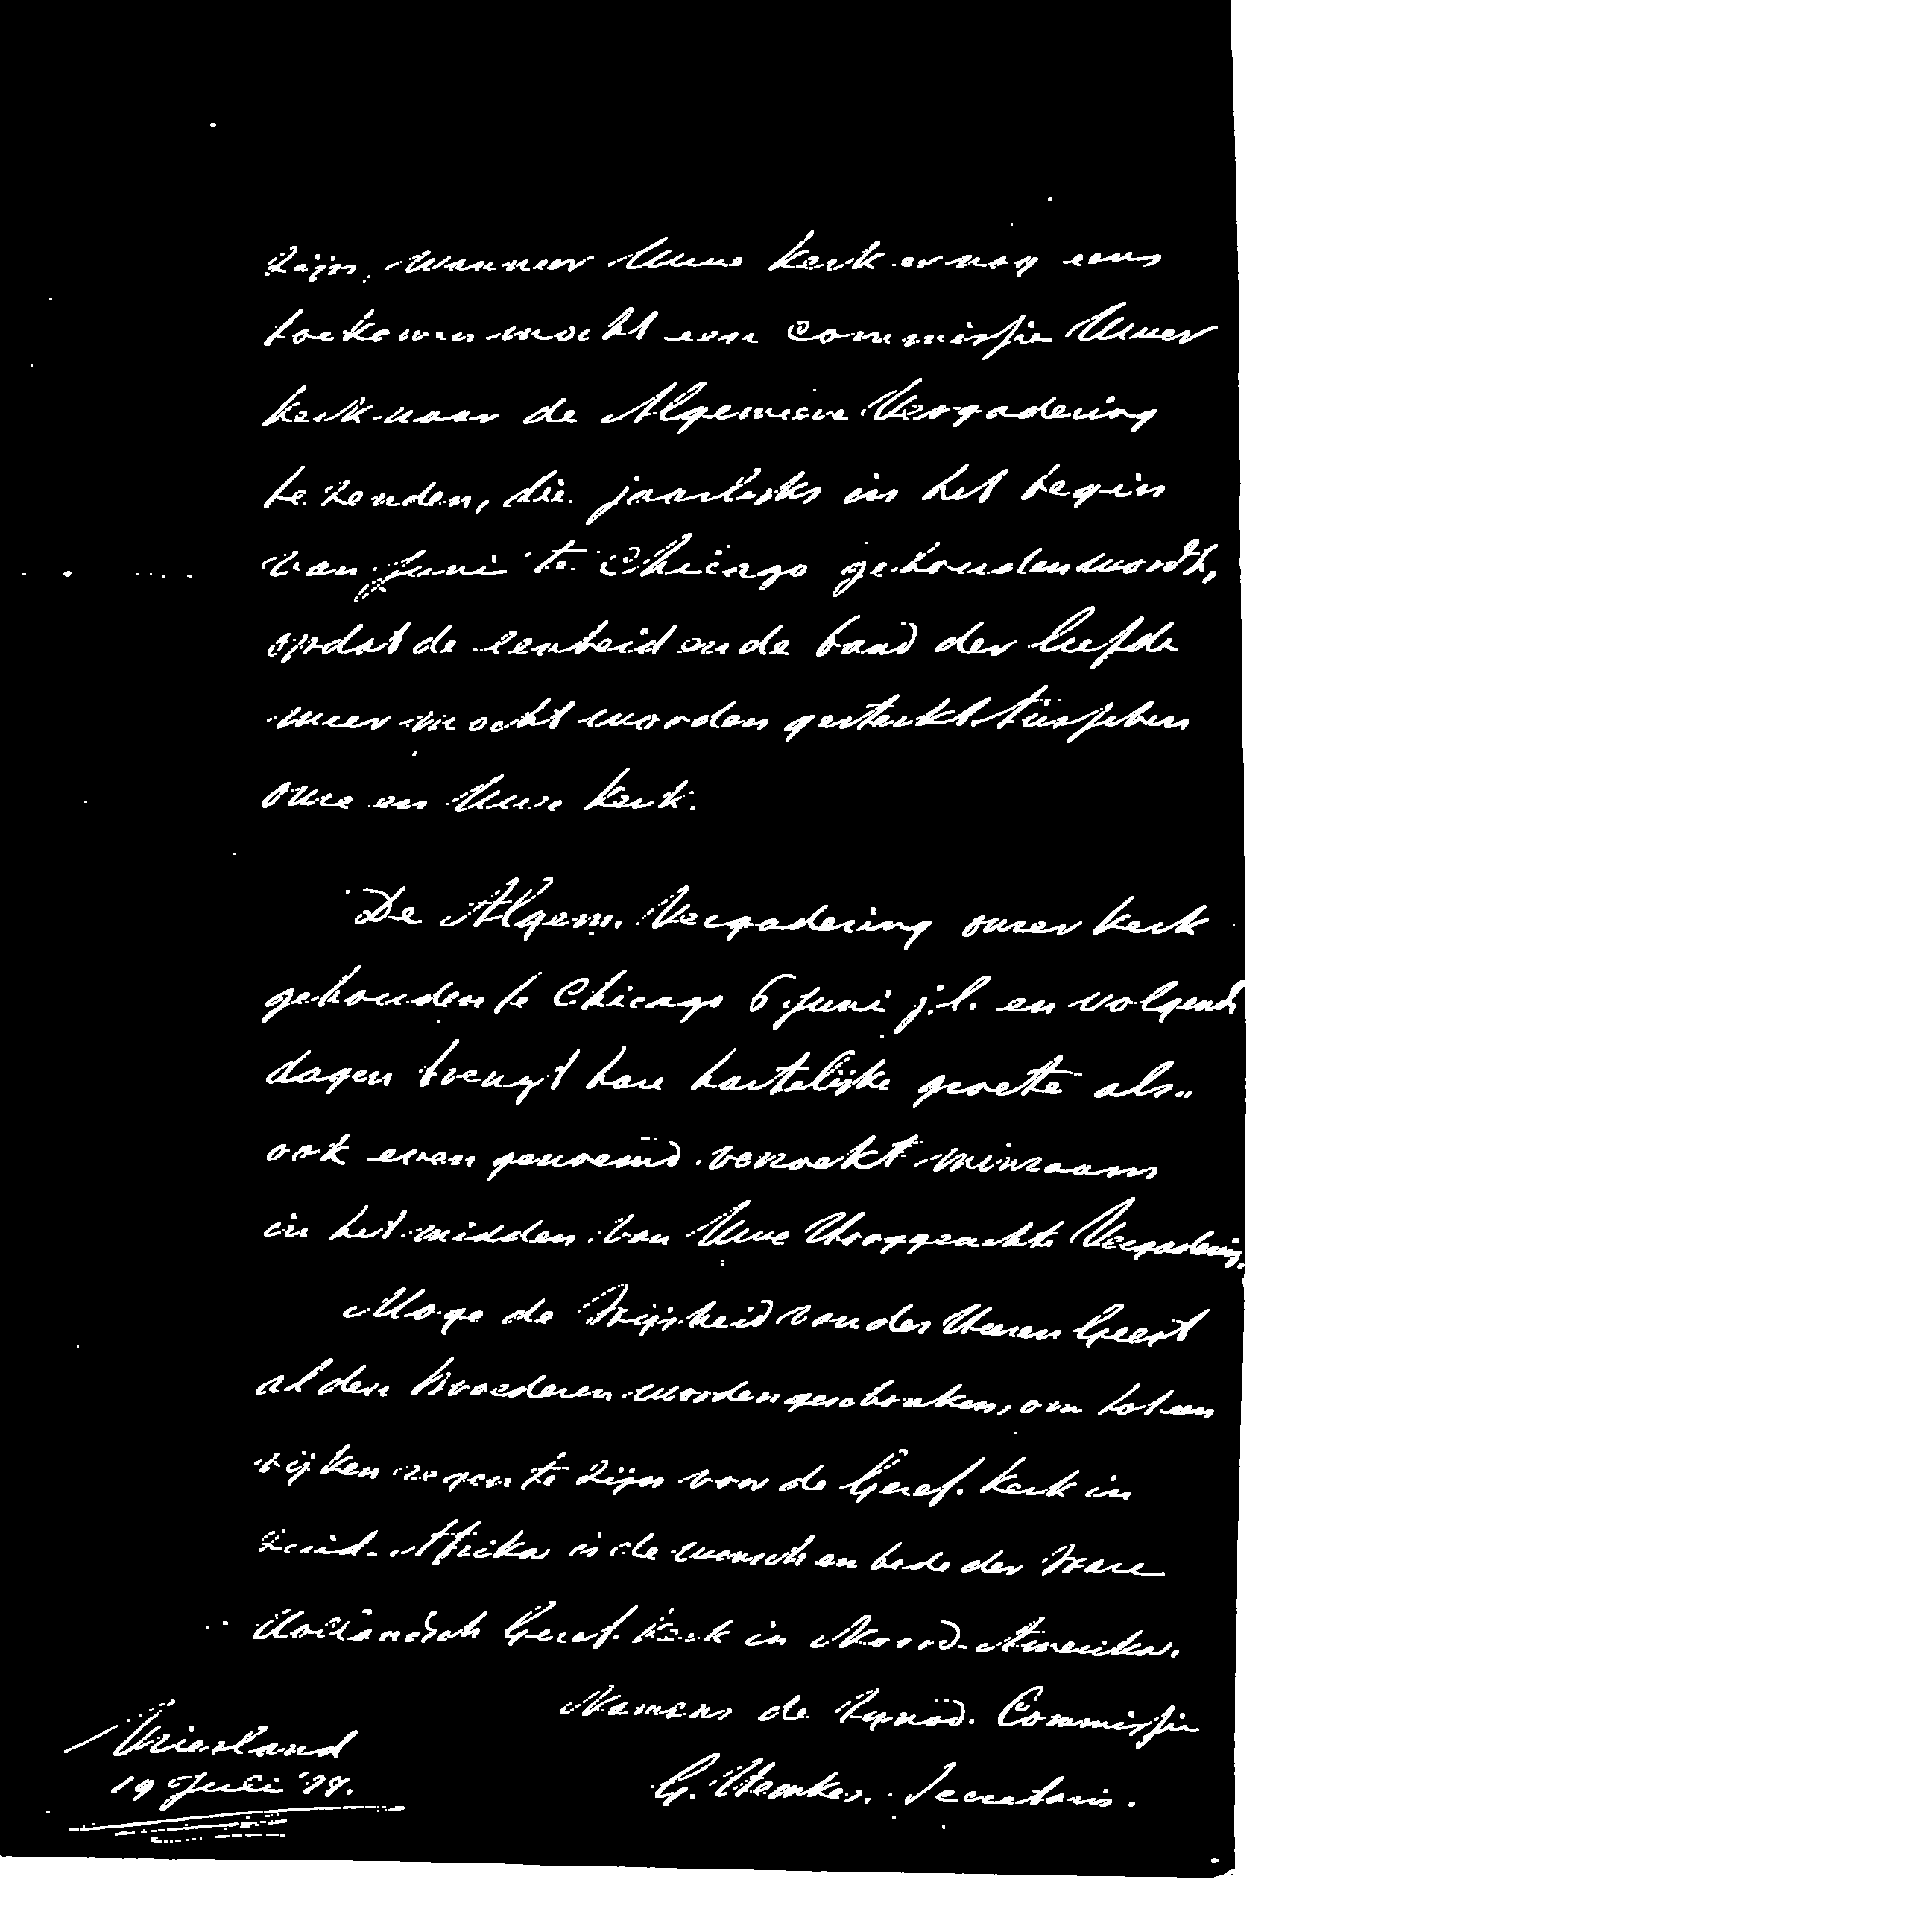 zijn, wanneer Uwe kerk er nog eens
toekomen mocht een Commissie Uwer
kerk naar de Algemeene Vergadering
te zenden, die jaarlijks in het begin
van Juni te Chicago gehouden wordt,
opdat de eenheid en de band der liefde
meer mocht worden gesterkt tusschen
onze en Uwe kerk.
De Algem. Vergadering onzer kerk
gehouden te Chicago 6 Juni j.l. en volgend
dagen brengt hare hartelijke groete als
ook even gemeend verzoekt minzaam
in het midden van Uwe Hooggeachte Vergadering.
Moge de Wijsheid van des Heeren Geest
al den Broederen worden geschonken, om tot een
rijken zegen te zijn voor de Geref. kerk in
Zuid-Afrika is de wensch en bede der Ware
Hollandsch Geref. kerk in Noord-Amerika.
Namens de Synod. Commissie
Vriesland
19 Juli '78.
G. Hemkes, Secretaris.